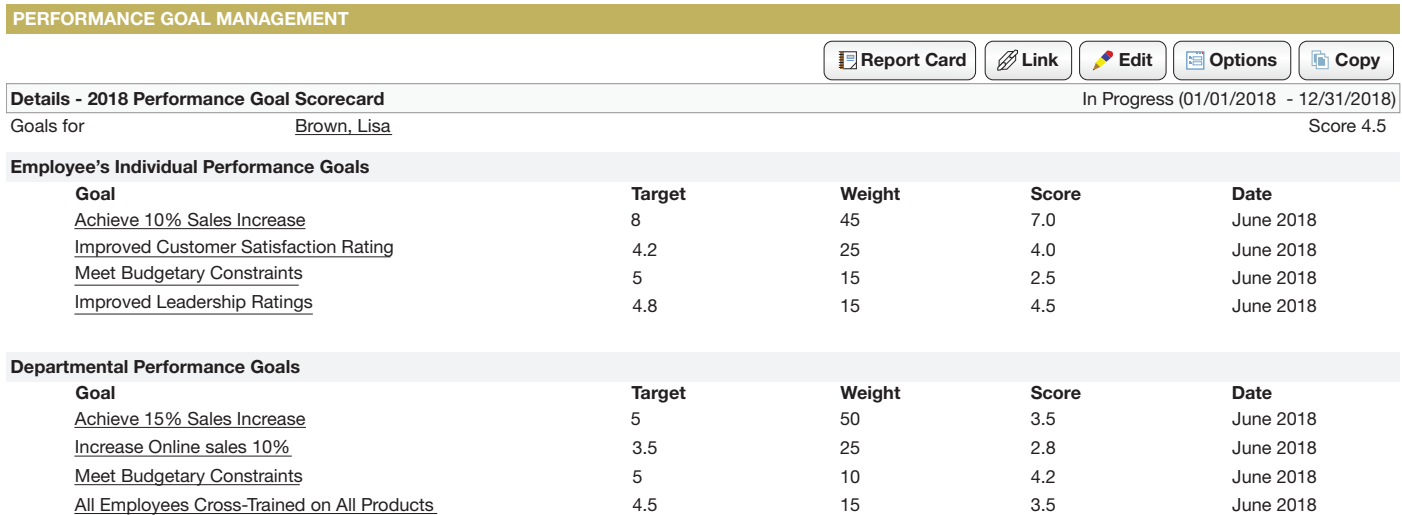 PERFORMANCE GOAL MANAGEMENT
Report Card Link Edit Options Copy
Details - 2018 Performance Goal Scorecard In Progress (01/01/2018 - 12/31/2018)
Goals for Brown, Lisa Score 4.5
Employee's Individual Performance Goals
Goal Target Weight Score Date
Achieve 10% Sales Increase 8 45 7.0 June 2018
Improved Customer Satisfaction Rating 4.2 25 4.0 June 2018
Meet Budgetary Constraints 5 15 2.5 June 2018
Improved Leadership Ratings 4.8 15 4.5 June 2018
Departmental Performance Goals
Goal Target Weight Score Date
Achieve 15% Sales Increase 5 50 3.5 June 2018
Increase Online sales 10% 3.5 25 2.8 June 2018
Meet Budgetary Constraints 5 10 4.2 June 2018
All Employees Cross-Trained on All Products 4.5 15 3.5 June 2018